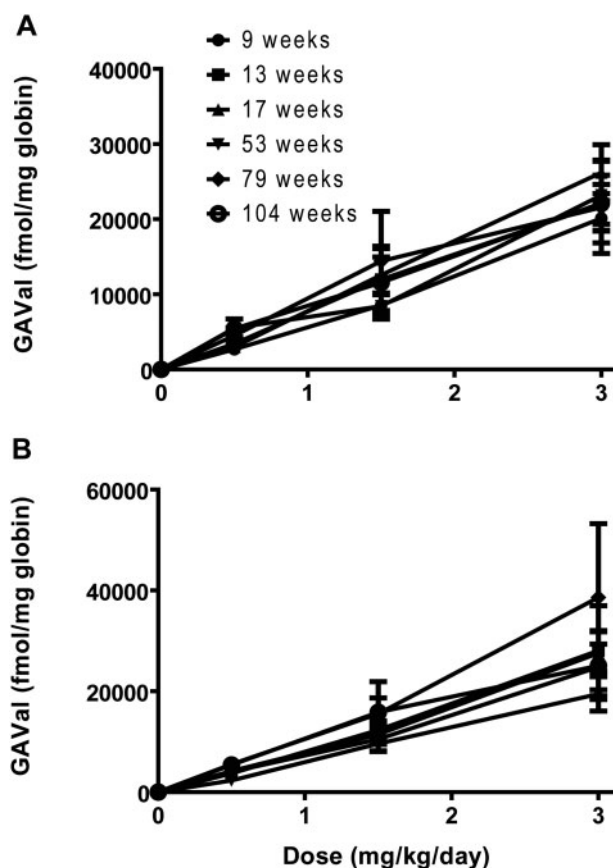 A
9 weeks
13 weeks
17 weeks
53 weeks
79 weeks
104 weeks
GAVal (fmol/mg globin)
40000
30000
20000
10000
0
0 1 2 3
B
GAVal (fmol/mg globin)
60000
40000
20000
0
0 1 2 3
Dose (mg/kg/day)